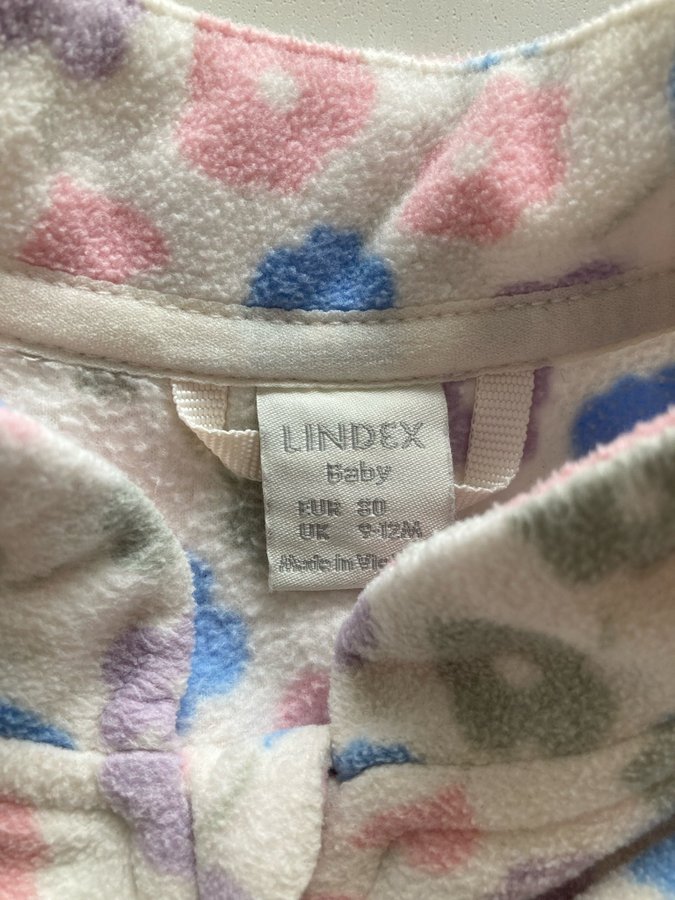 LINDEX
Baby
EUR 80
UK 9-12M
Made in